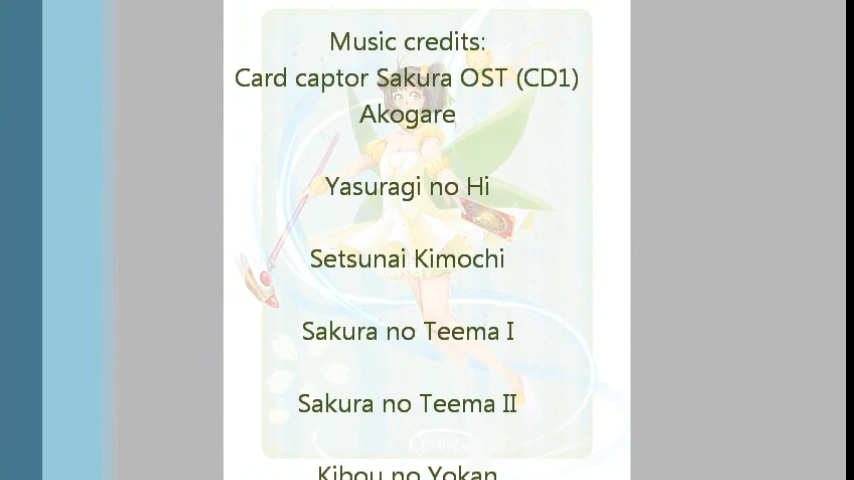 Music credits:
Card captor Sakura OST (CD1)
Akogare
Yasuragi no Hi
Setsunai Kimochi
Sakura no Teema I
Sakura no Teema II
Kibou no Yokan